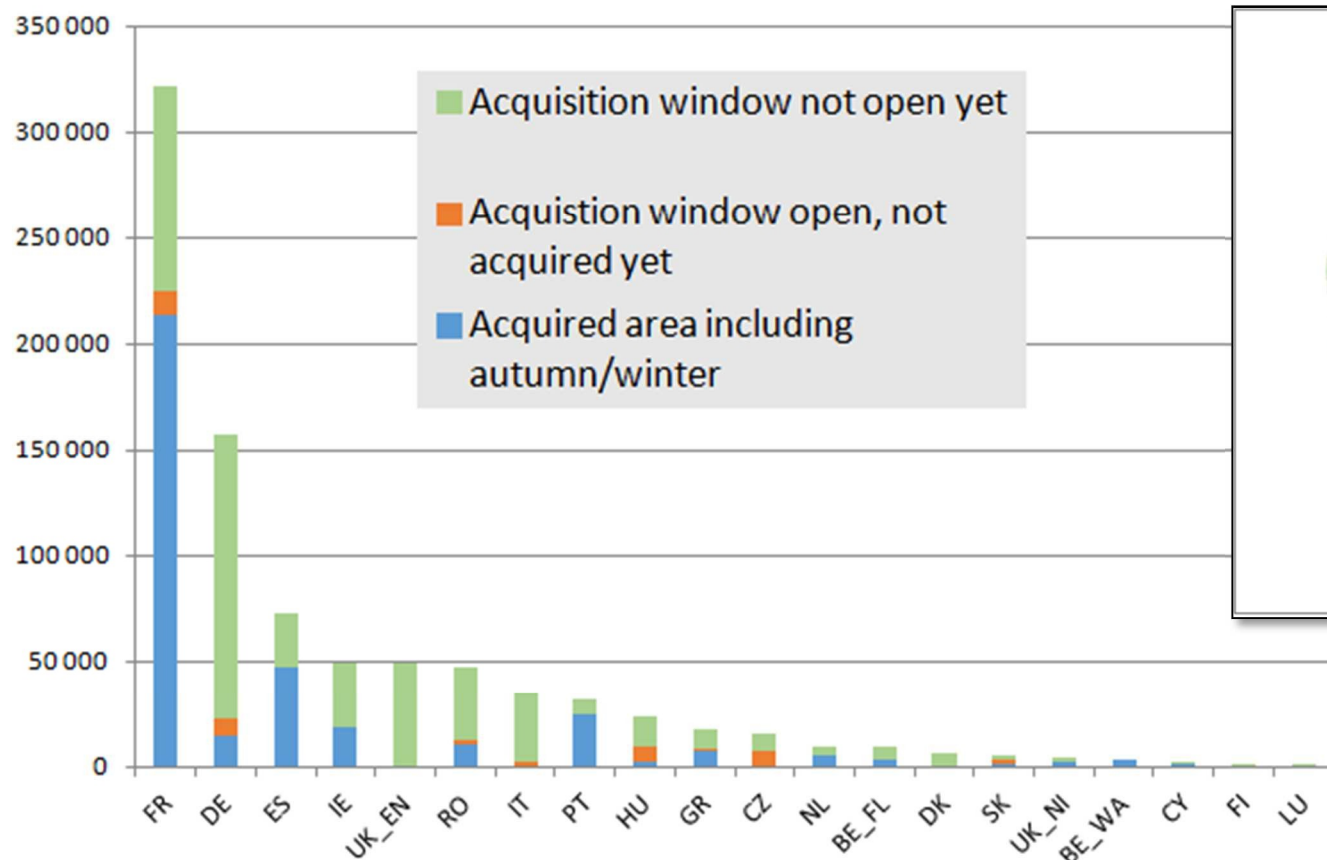 350 000
300 000
250 000
200 000
150 000
100 000
50 000
0
Acquisition window not open yet
Acquistion window open, not
acquired yet
Acquired area including
autumn/winter
FR
DE
ES
IE
UK_EN
RO
IT
PT
HU
GR
CZ
NL
BE_FL
DK
SK
UK_NI
BE_WA
CY
FI
LU